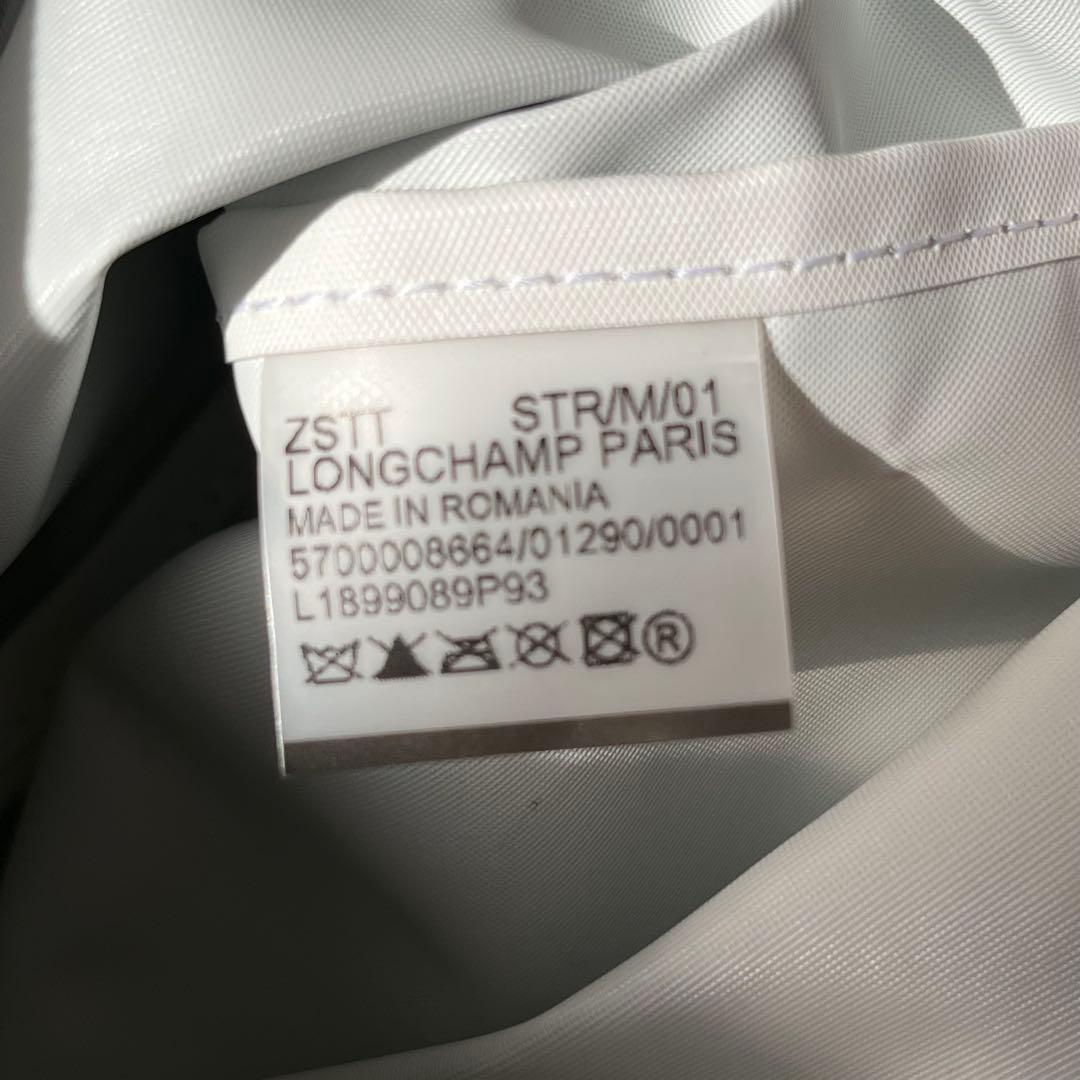 ZSTT STR/M/01
LONGCHAMP PARIS
MADE IN ROMANIA
5700008664/01290/0001
L1899089P93
®